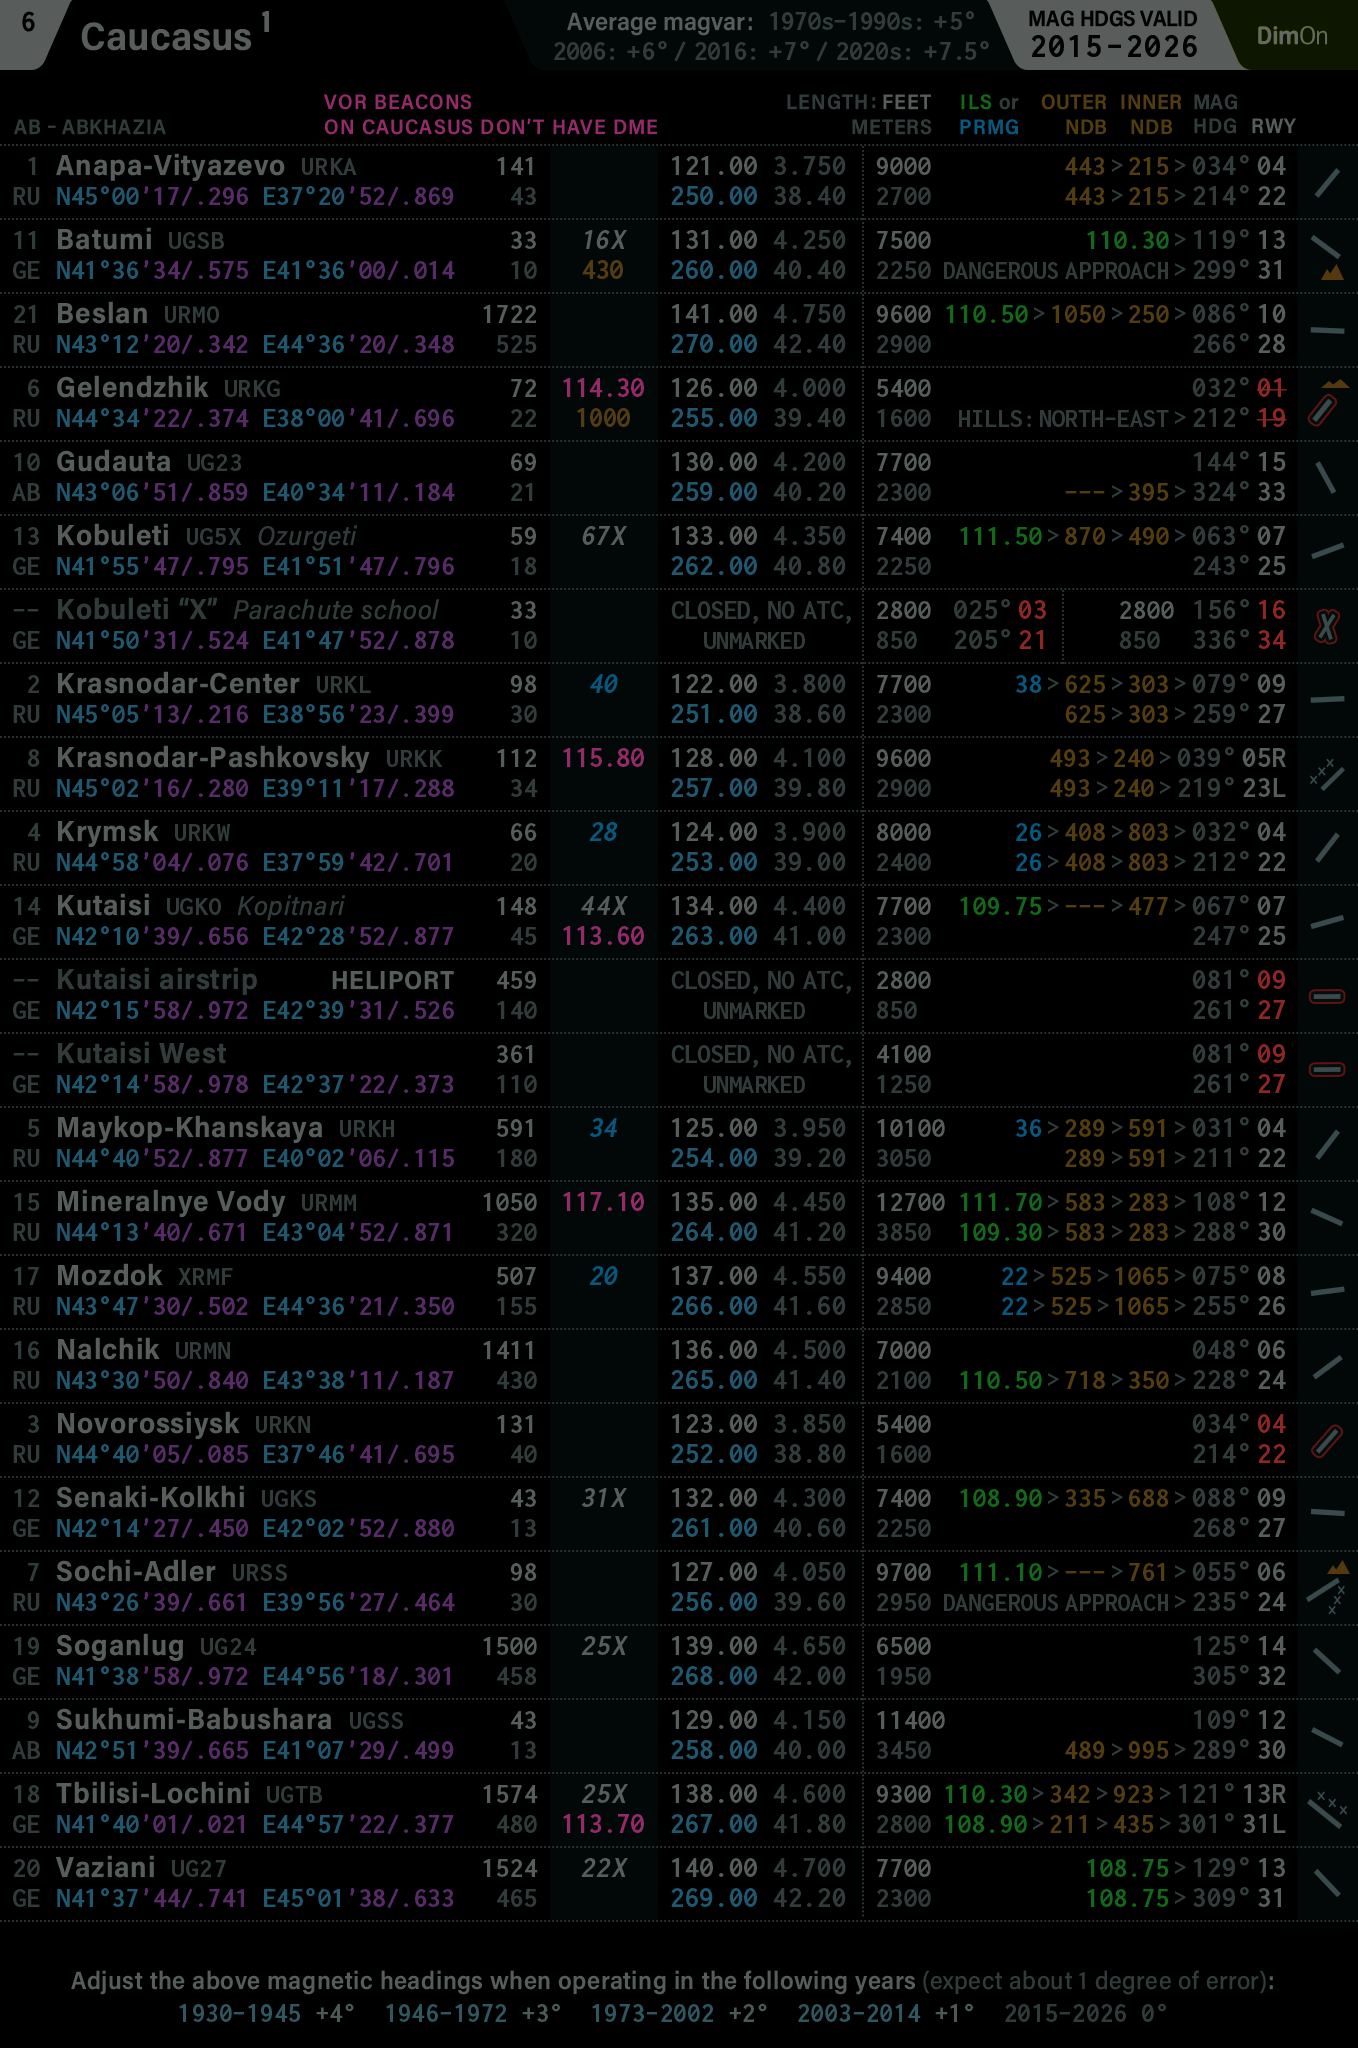 6 Caucasus 1 Average magvar: 1970s–1990s: +5° MAG HDGS VALID DimOn
2006: +6° / 2016: +7° / 2020s: +7.5° 2015–2026
VOR BEACONS LENGTH: FEET ILS or OUTER INNER MAG
AB – ABKHAZIA ON CAUCASUS DON'T HAVE DME METERS PRMG NDB NDB HDG RWY
1 Anapa-Vityazevo URKA 141 121.00 3.750 9000 443 > 215 > 034° 04
RU N45°00'17/.296 E37°20'52/.869 43 250.00 38.40 2700 443 > 215 > 214° 22
11 Batumi UGSB 33 16X 131.00 4.250 7500 110.30 > 119° 13
GE N41°36'34/.575 E41°36'00/.014 10 430 260.00 40.40 2250 DANGEROUS APPROACH > 299° 31
21 Beslan URMO 1722 141.00 4.750 9600 110.50 > 1050 > 250 > 086° 10
RU N43°12'20/.342 E44°36'20/.348 525 270.00 42.40 2900 266° 28
6 Gelendzhik URKG 72 114.30 126.00 4.000 5400 032° 01
RU N44°34'22/.374 E38°00'41/.696 22 1000 255.00 39.40 1600 HILLS: NORTH–EAST > 212° 19
10 Gudauta UG23 69 130.00 4.200 7700 144° 15
AB N43°06'51/.859 E40°34'11/.184 21 259.00 40.20 2300 --- > 395 > 324° 33
13 Kobuleti UG5X Ozurgeti 59 67X 133.00 4.350 7400 111.50 > 870 > 490 > 063° 07
GE N41°55'47/.795 E41°51'47/.796 18 262.00 40.80 2250 243° 25
-- Kobuleti “X” Parachute school 33 CLOSED, NO ATC, 2800 025° 03 2800 156° 16
GE N41°50'31/.524 E41°47'52/.878 10 UNMARKED 850 205° 21 850 336° 34
2 Krasnodar-Center URKL 98 40 122.00 3.800 7700 38 > 625 > 303 > 079° 09
RU N45°05'13/.216 E38°56'23/.399 30 251.00 38.60 2300 625 > 303 > 259° 27
8 Krasnodar-Pashkovsky URKK 112 115.80 128.00 4.100 9600 493 > 240 > 039° 05R
RU N45°02'16/.280 E39°11'17/.288 34 257.00 39.80 2900 493 > 240 > 219° 23L
4 Krymsk URKW 66 28 124.00 3.900 8000 26 > 408 > 803 > 032° 04
RU N44°58'04/.076 E37°59'42/.701 20 253.00 39.00 2400 26 > 408 > 803 > 212° 22
14 Kutaisi UGKO Kopitnari 148 44X 134.00 4.400 7700 109.75 > --- > 477 > 067° 07
GE N42°10'39/.656 E42°28'52/.877 45 113.60 263.00 41.00 2300 247° 25
-- Kutaisi airstrip HELIPORT 459 CLOSED, NO ATC, 2800 081° 09
GE N42°15'58/.972 E42°39'31/.526 140 UNMARKED 850 261° 27
-- Kutaisi West 361 CLOSED, NO ATC, 4100 081° 09
GE N42°14'58/.978 E42°37'22/.373 110 UNMARKED 1250 261° 27
5 Maykop-Khanskaya URKH 591 34 125.00 3.950 10100 36 > 289 > 591 > 031° 04
RU N44°40'52/.877 E40°02'06/.115 180 254.00 39.20 3050 289 > 591 > 211° 22
15 Mineralnye Vody URMM 1050 117.10 135.00 4.450 12700 111.70 > 583 > 283 > 108° 12
RU N44°13'40/.671 E43°04'52/.871 320 264.00 41.20 3850 109.30 > 583 > 283 > 288° 30
17 Mozdok XRMF 507 20 137.00 4.550 9400 22 > 525 > 1065 > 075° 08
RU N43°47'30/.502 E44°36'21/.350 155 266.00 41.60 2850 22 > 525 > 1065 > 255° 26
16 Nalchik URMN 1411 136.00 4.500 7000 048° 06
RU N43°30'50/.840 E43°38'11/.187 430 265.00 41.40 2100 110.50 > 718 > 350 > 228° 24
3 Novorossiysk URKN 131 123.00 3.850 5400 034° 04
RU N44°40'05/.085 E37°46'41/.695 40 252.00 38.80 1600 214° 22
12 Senaki-Kolkhi UGKS 43 31X 132.00 4.300 7400 108.90 > 335 > 688 > 088° 09
GE N42°14'27/.450 E42°02'52/.880 13 261.00 40.60 2250 268° 27
7 Sochi-Adler URSS 98 127.00 4.050 9700 111.10 > --- > 761 > 055° 06
RU N43°26'39/.661 E39°56'27/.464 30 256.00 39.60 2950 DANGEROUS APPROACH > 235° 24
19 Soganlug UG24 1500 25X 139.00 4.650 6500 125° 14
GE N41°38'58/.972 E44°56'18/.301 458 268.00 42.00 1950 305° 32
9 Sukhumi-Babushara UGSS 43 129.00 4.150 11400 109° 12
AB N42°51'39/.665 E41°07'29/.499 13 258.00 40.00 3450 489 > 995 > 289° 30
18 Tbilisi-Lochini UGTB 1574 25X 138.00 4.600 9300 110.30 > 342 > 923 > 121° 13R
GE N41°40'01/.021 E44°57'22/.377 480 113.70 267.00 41.80 2800 108.90 > 211 > 435 > 301° 31L
20 Vaziani UG27 1524 22X 140.00 4.700 7700 108.75 > 129° 13
GE N41°37'44/.741 E45°01'38/.633 465 269.00 42.20 2300 108.75 > 309° 31
Adjust the above magnetic headings when operating in the following years (expect about 1 degree of error):
1930–1945 +4° 1946–1972 +3° 1973–2002 +2° 2003–2014 +1° 2015–2026 0°